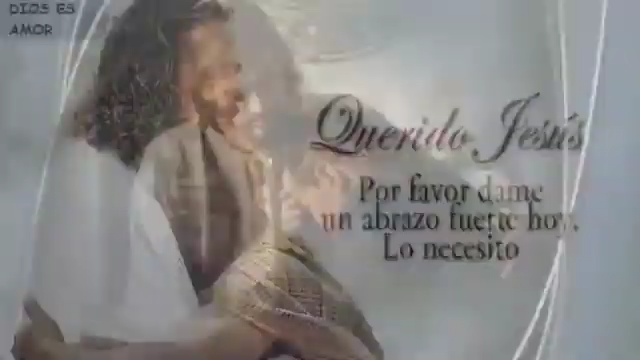 DIOS ES
AMOR
Querido Jesús
Por favor dame
un abrazo fuerte hoy.
Lo necesito